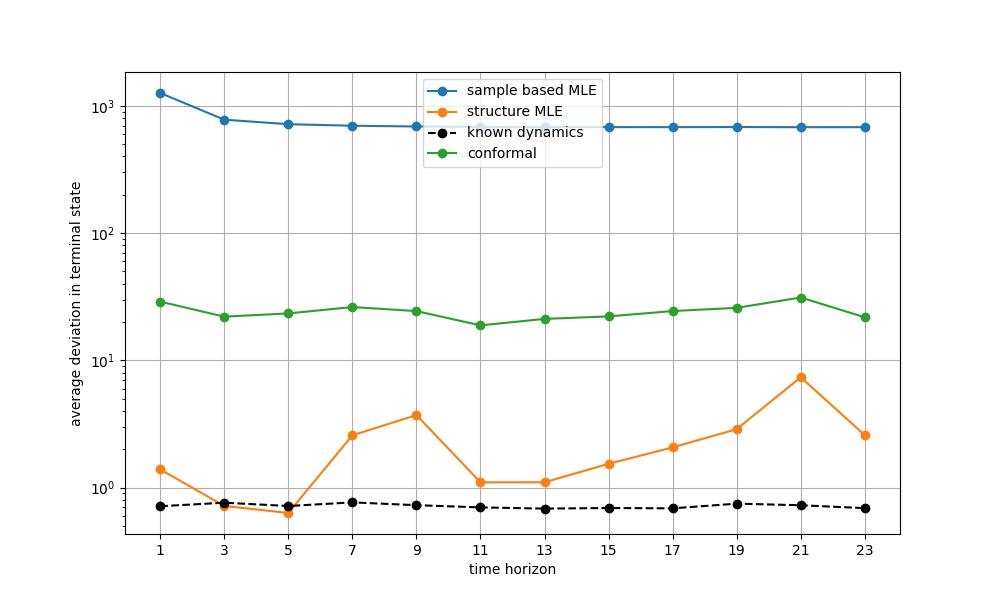 sample based MLE
structure MLE
known dynamics
conformal
average deviation in terminal state
10³
10²
10¹
10⁰
1 3 5 7 9 11 13 15 17 19 21 23
time horizon